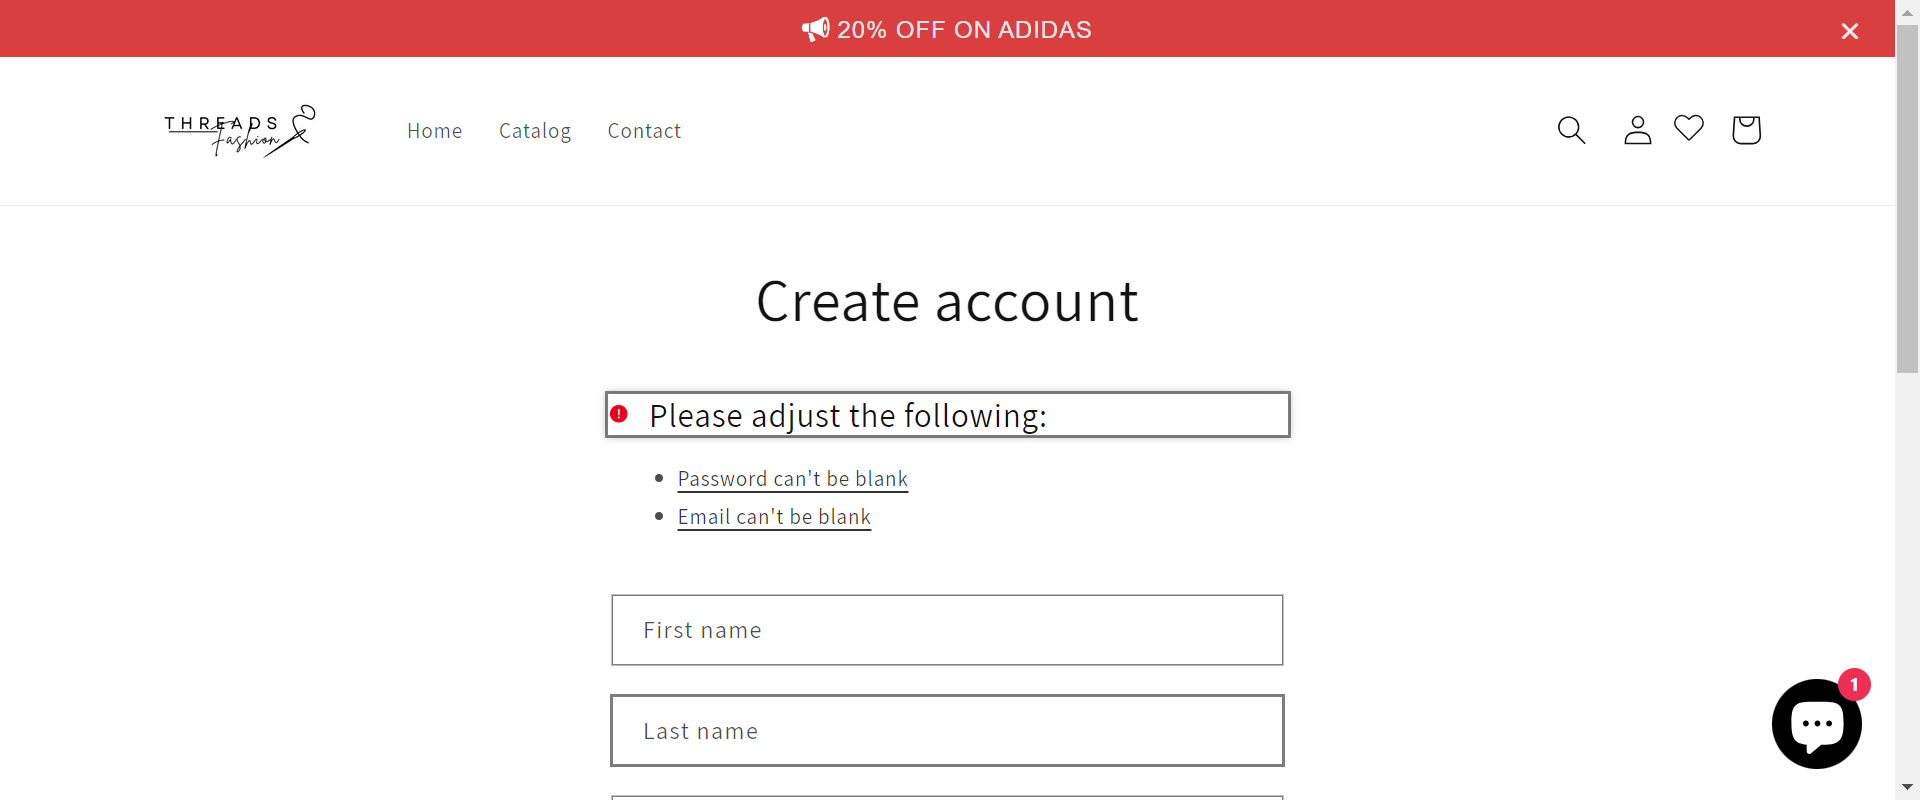 20% OFF ON ADIDAS
THREADS
Fashion
Home
Catalog
Contact
Create account
Please adjust the following:
Password can't be blank
Email can't be blank
First name
Last name
1